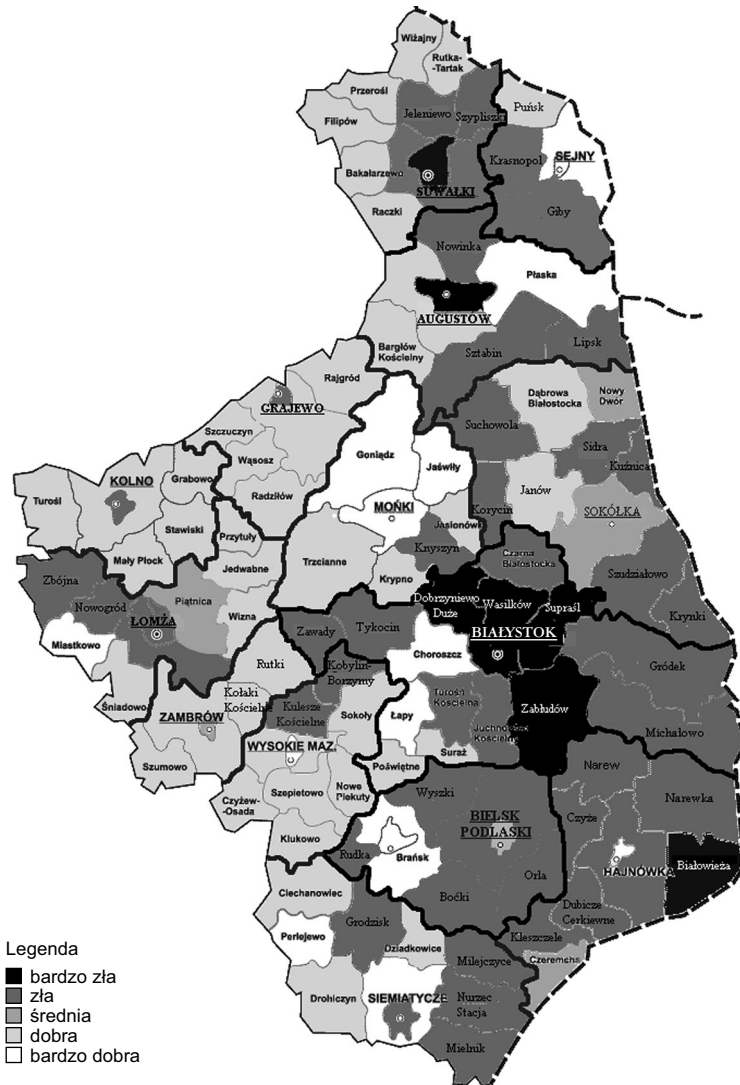 Wiżajny
Rutka-
-Tartak
Przerośl
Filipów
Jeleniewo
Szypliszki
Puńsk
SEJNY
Krasnopol
Bakałarzewo
SUWAŁKI
Raczki
Giby
Nowinka
Płaska
AUGUSTÓW
Bargłów
Kościelny
Sztabin
Lipsk
Rajgród
GRAJEWO
Szczuczyn
Wąsosz
Radziłów
Dąbrowa
Białostocka
Nowy
Dwór
Suchowola
Sidra
Kuźnica
Goniądz
Jaświły
Janów
KOLNO
Grabowo
Turośl
Stawiski
Mały Płock
Przytuły
MOŃKI
Korycin
SOKÓŁKA
Jasionówka
Knyszyn
Trzcianne
Krypno
Jedwabne
Czarna
Białostocka
Szudziałowo
Krynki
Zbójna
Nowogród
Piątnica
ŁOMŻA
Wizna
Miastkowo
Dobrzyniewo
Duże
Wasilków
Supraśl
BIAŁYSTOK
Zawady
Tykocin
Choroszcz
Gródek
Rutki
Kobylin-
Borzymy
Śniadowo
Kołaki
Kościelne
Kulesze
Kościelne
Sokoły
Łapy
Turośń
Kościelna
Juchnowiec
Kościelny
Zabłudów
Michałowo
ZAMBRÓW
WYSOKIE MAZ.
Suraż
Poświętne
Szumowo
Szepietowo
Nowe
Piekuty
Czyżew-
Osada
Klukowo
Wyszki
BIELSK
PODLASKI
Narew
Narewka
Czyże
Brańsk
Rudka
HAJNÓWKA
Białowieża
Orla
Boćki
Ciechanowiec
Grodzisk
Perlejewo
Dziadkowice
Dubicze
Cerkiewne
Kleszczele
Milejczyce
Czeremcha
Drohiczyn
SIEMIATYCZE
Nurzec
Stacja
Mielnik
Legenda
bardzo zła
zła
średnia
dobra
bardzo dobra